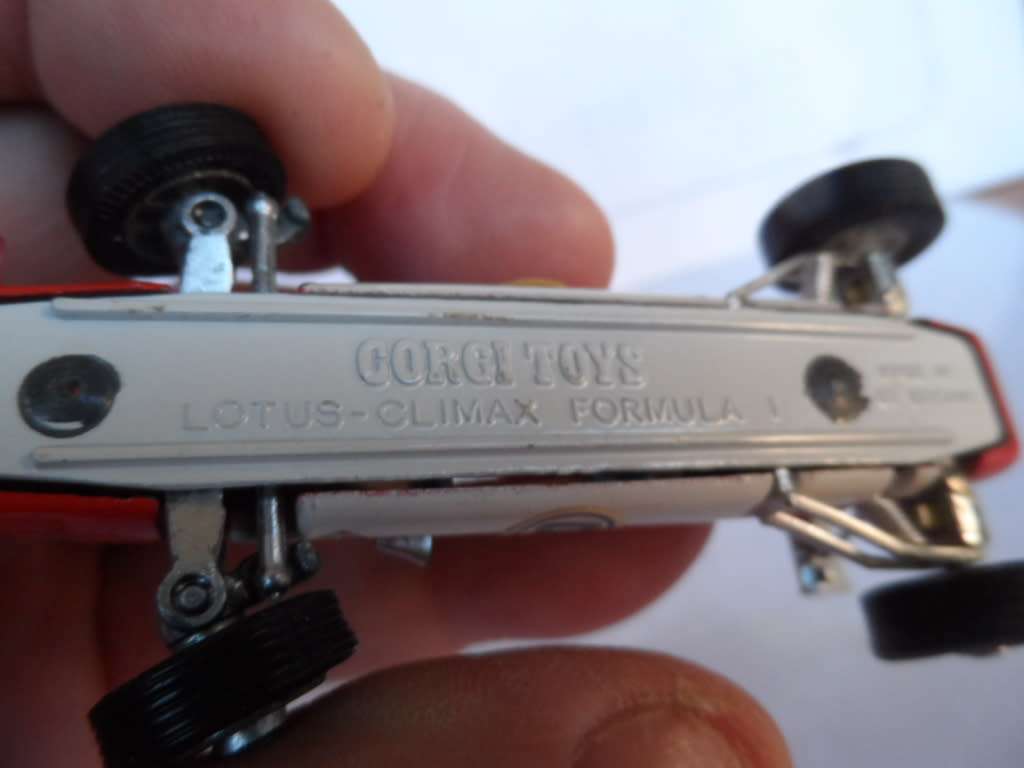 CORGI TOYS
LOTUS-CLIMAX FORMULA 1